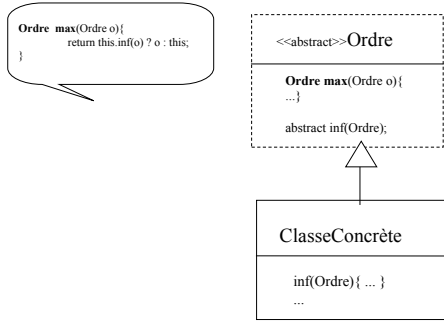 Ordre max(Ordre o){
return this.inf(o) ? o : this;
}
<<abstract>>Ordre
Ordre max(Ordre o){
...}
abstract inf(Ordre);
ClasseConcrète
inf(Ordre){ ... }
...